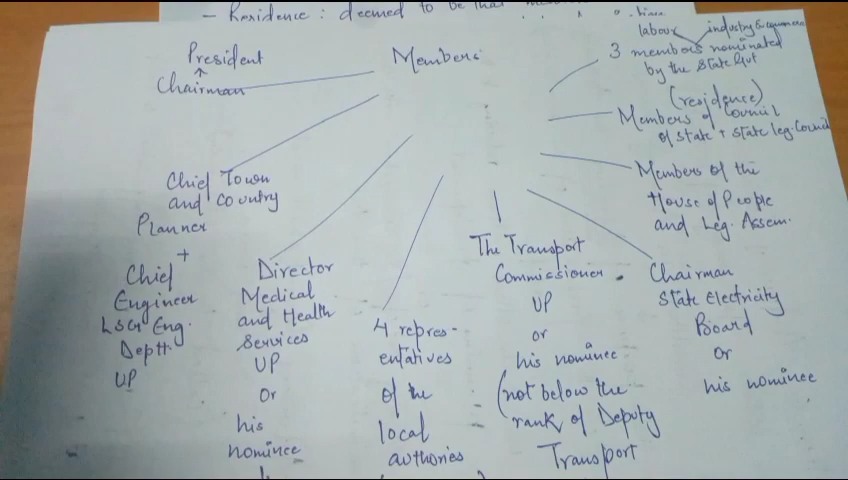 - Residence: deemed to be that
President
↑
Chairman
Members
labour
industry & commerce
3 members nominated
by the State Gvt
(residence)
Members of Council
of State + State Leg. Council
Members of the
House of People
and Leg. Assem.
Chief Town
and Country
Planner
+
Chief
Engineer
LSG Eng.
Deptt.
UP
Director
Medical
and Health
Services
UP
Or
his
nominee
4 repres-
entatives
of the
local
authories
The Transport
Commissioner
UP
or
his nominee
(not below the
rank of Deputy
Transport
Chairman
State Electricity
Board
Or
his nominee